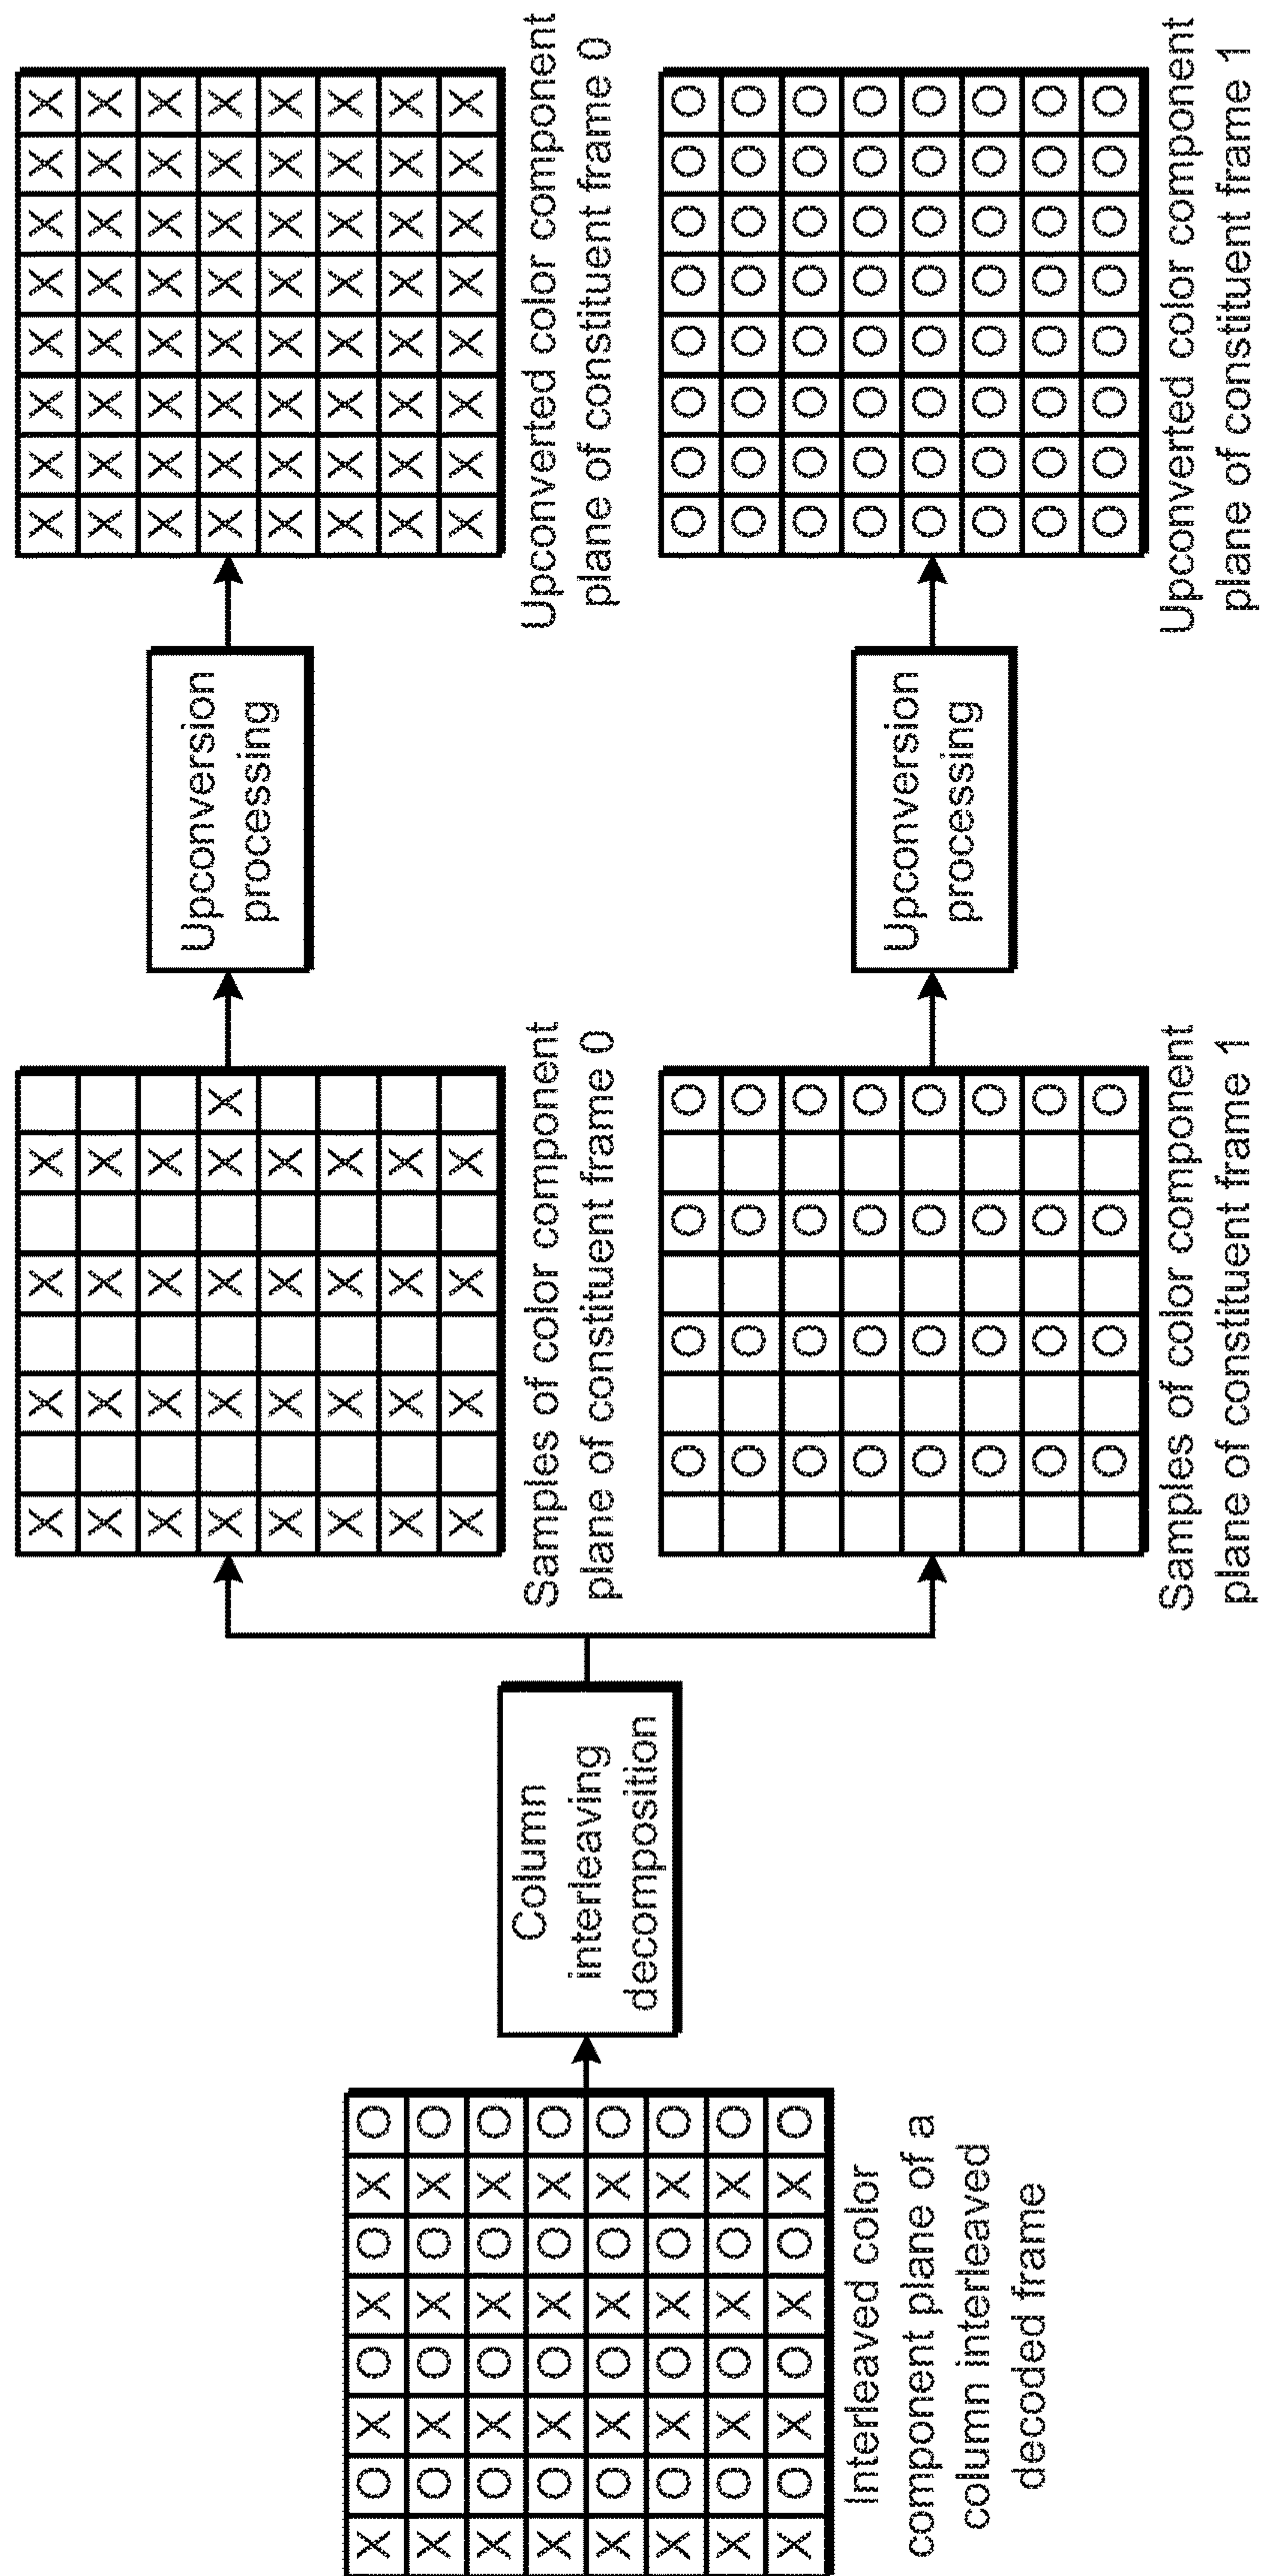 Interleaved color
component plane of a
column interleaved
decoded frame
Column
interleaving
decomposition
Samples of color component
plane of constituent frame 0
Upconversion
processing
Upconverted color component
plane of constituent frame 0
Samples of color component
plane of constituent frame 1
Upconversion
processing
Upconverted color component
plane of constituent frame 1